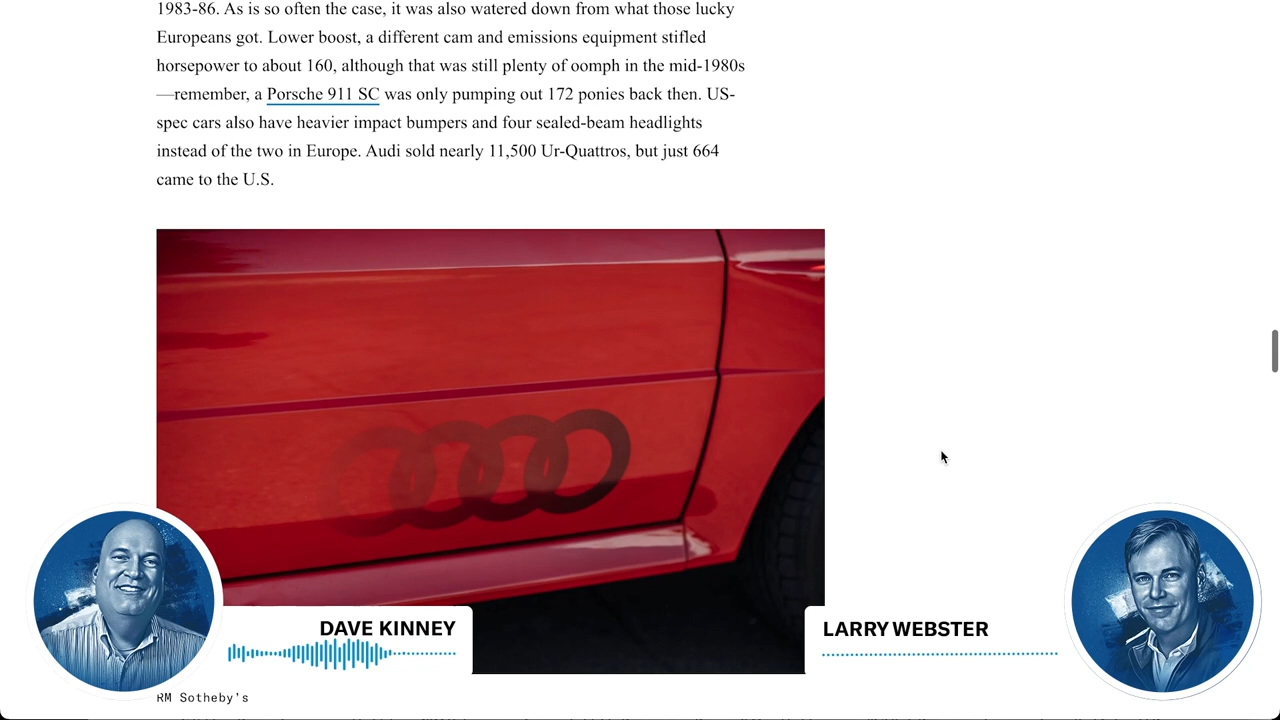 1983-86. As is so often the case, it was also watered down from what those lucky
Europeans got. Lower boost, a different cam and emissions equipment stifled
horsepower to about 160, although that was still plenty of oomph in the mid-1980s
—remember, a Porsche 911 SC was only pumping out 172 ponies back then. US-
spec cars also have heavier impact bumpers and four sealed-beam headlights
instead of the two in Europe. Audi sold nearly 11,500 Ur-Quattros, but just 664
came to the U.S.
DAVE KINNEY
LARRY WEBSTER
RM Sotheby's